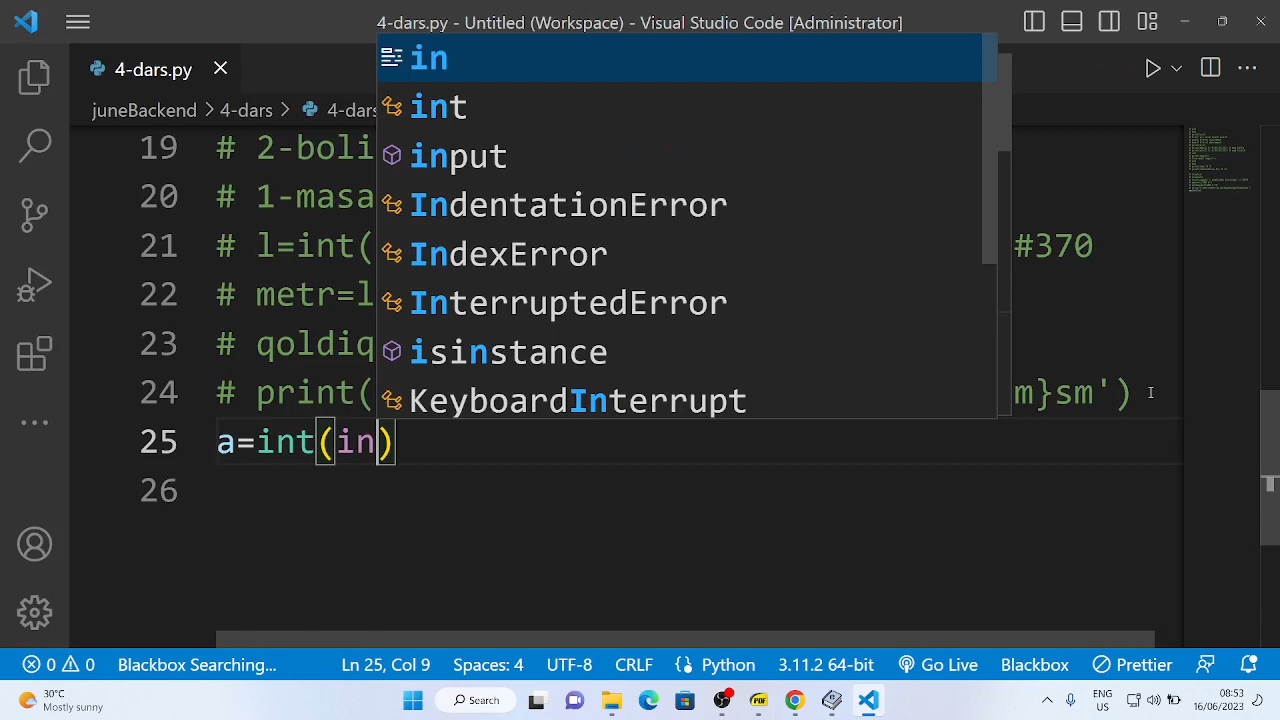 4-dars.py - Untitled (Workspace) - Visual Studio Code [Administrator]
4-dars.py
juneBackend > 4-dars > 4-dars
in
int
input
IndentationError
IndexError
InterruptedError
isinstance
KeyboardInterrupt
19 # 2-boli
20 # 1-masa
21 # l=int( #370
22 # metr=l
23 # qoldiq
24 # print( m}sm')
25 a=int(in)
26
0 0 Blackbox Searching... Ln 25, Col 9 Spaces: 4 UTF-8 CRLF Python 3.11.2 64-bit Go Live Blackbox Prettier
30°C
Mostly sunny
Search
ENG
US
08:53
16/06/2023